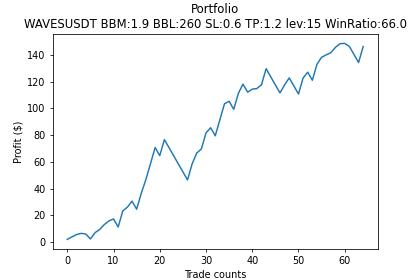 Portfolio
WAVESUSDT BBM:1.9 BBL:260 SL:0.6 TP:1.2 lev:15 WinRatio:66.0
140
120
100
80
60
40
20
0
Profit ($)
0 10 20 30 40 50 60
Trade counts